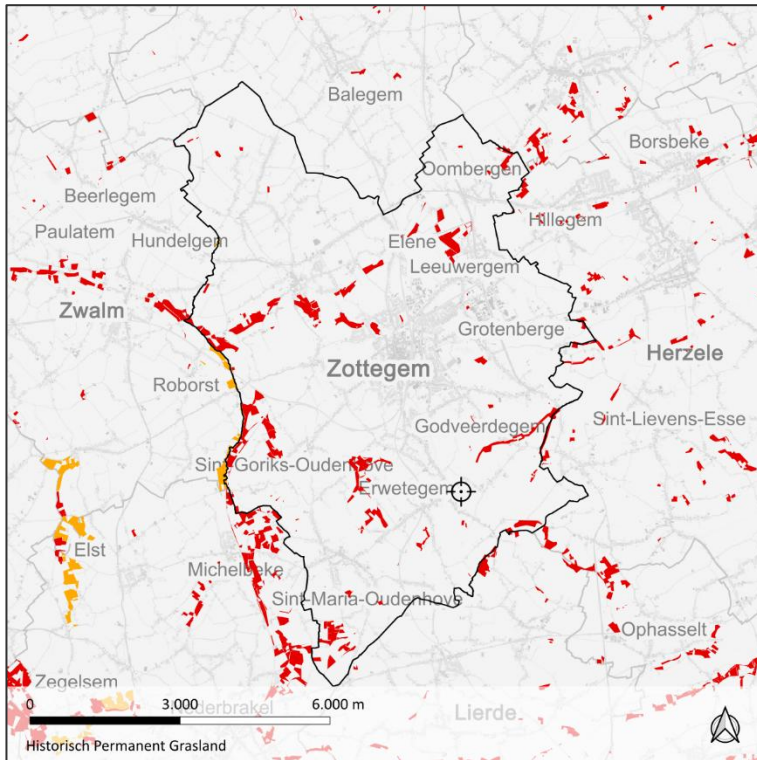 Balegem
Borsbeke
Oombergen
Beerlegem
Hillegem
Paulatem
Hundelgem
Elene
Leeuwergem
Zwalm
Grotenberge
Herzele
Zottegem
Roborst
Godveerdegem
Sint-Lievens-Esse
Sint-Goriks-Oudenhove
Erwetegem
Elst
Michelbeke
Sint-Maria-Oudenhove
Ophasselt
Zegelsem
Nederbrakel
0 3.000 6.000 m
Lierde
Historisch Permanent Grasland